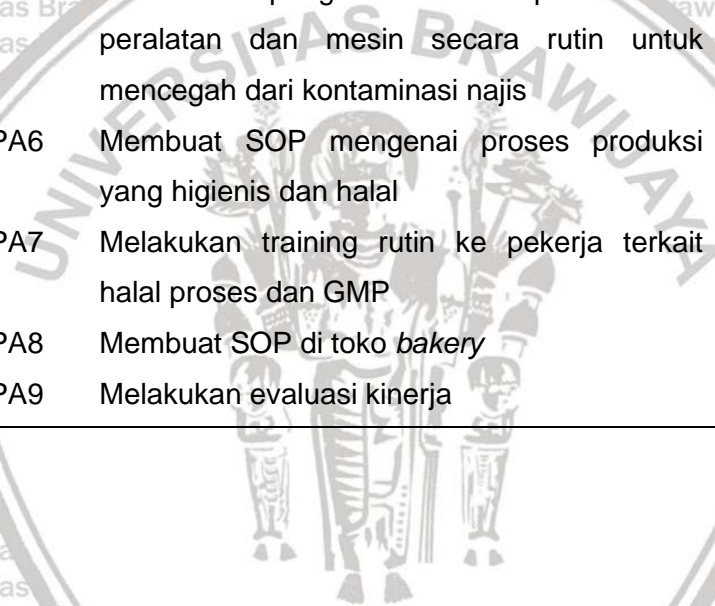 peralatan dan mesin secara rutin untuk
mencegah dari kontaminasi najis
PA6 Membuat SOP mengenai proses produksi
yang higienis dan halal
PA7 Melakukan training rutin ke pekerja terkait
halal proses dan GMP
PA8 Membuat SOP di toko bakery
PA9 Melakukan evaluasi kinerja
UNIVERSITAS BRAWIJAYA